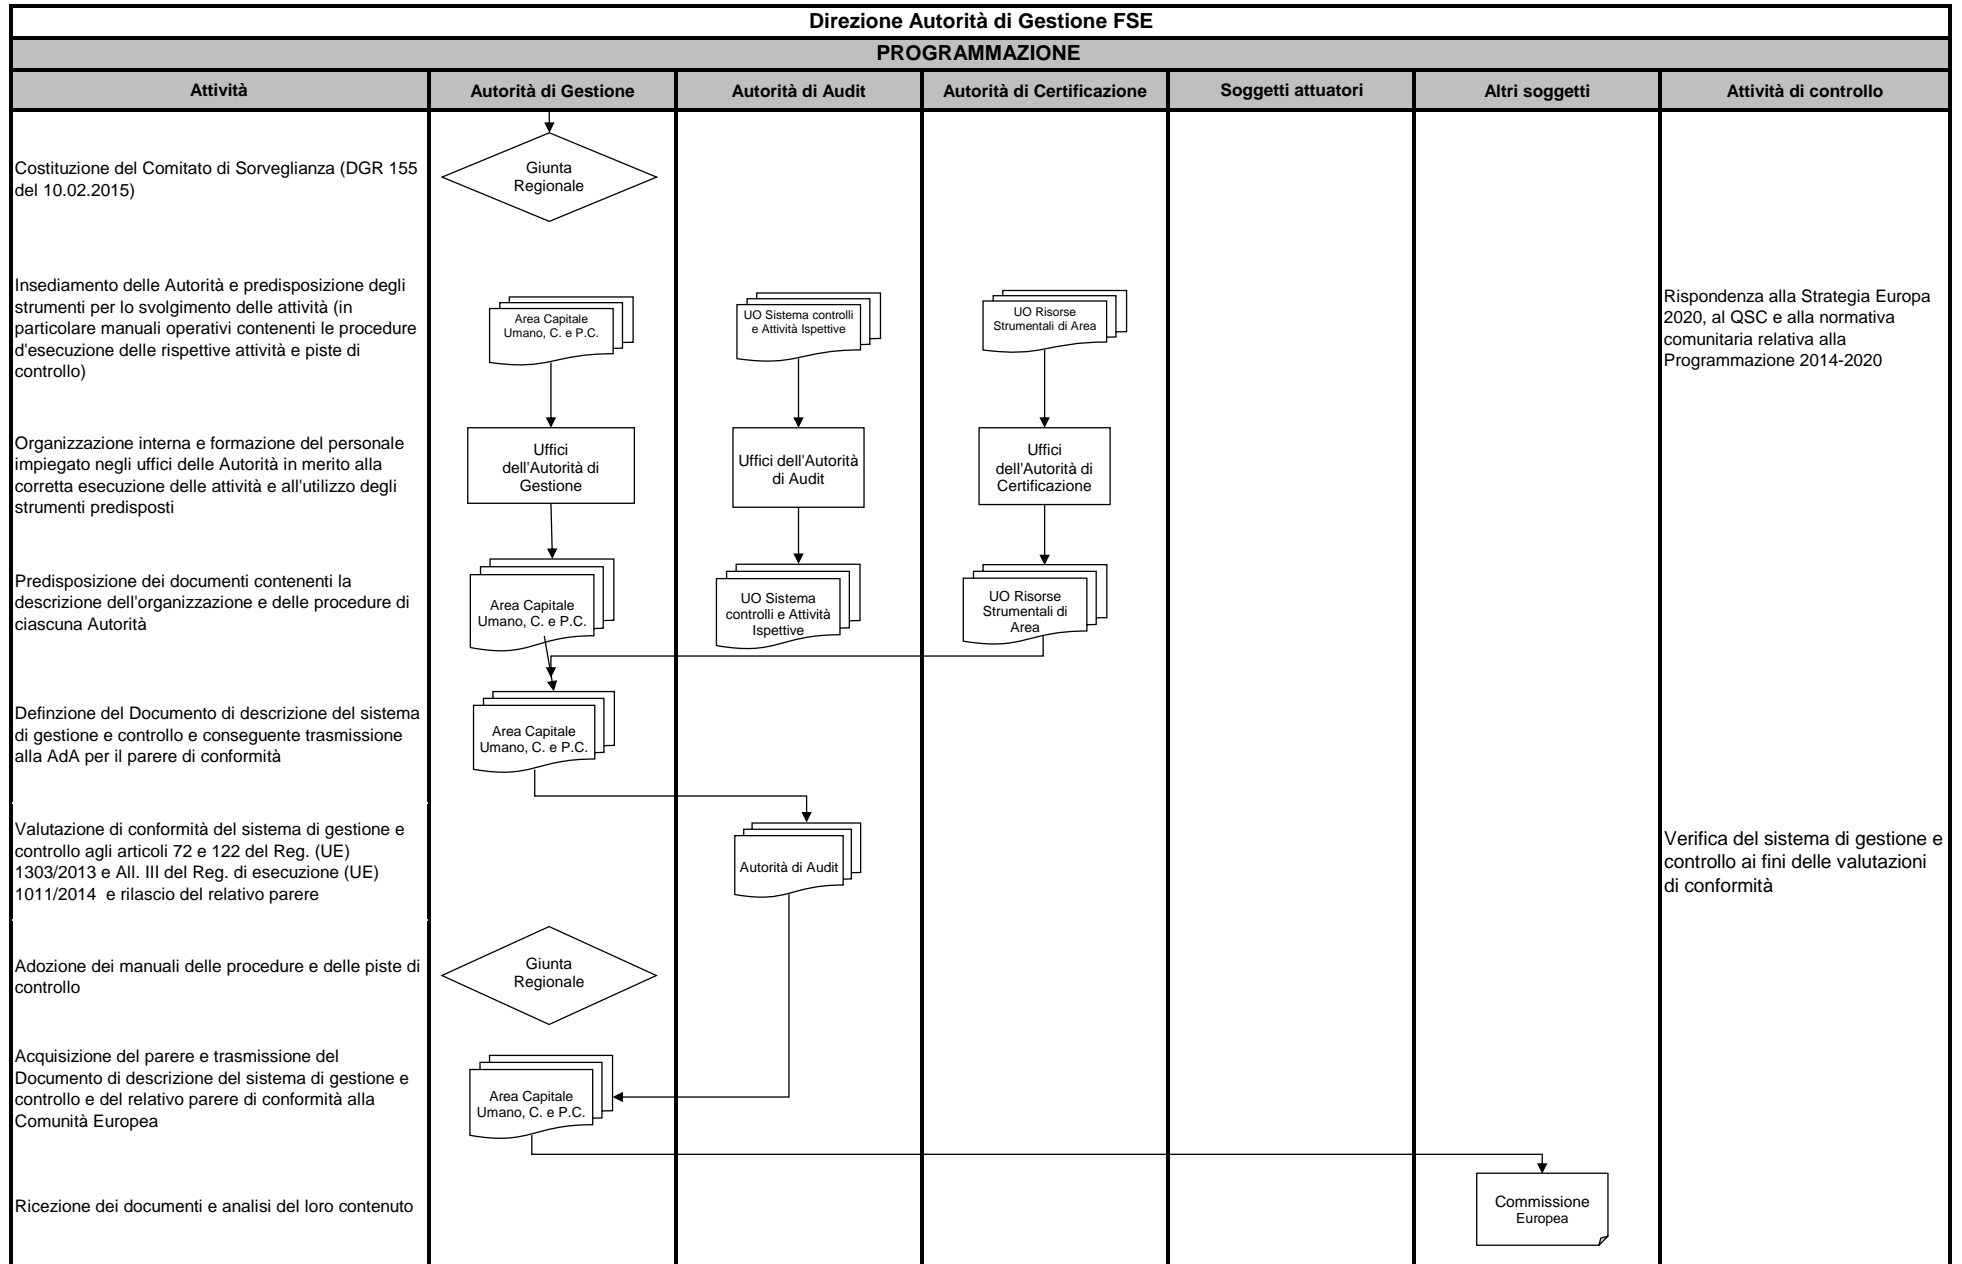 Direzione Autorità di Gestione FSE
PROGRAMMAZIONE
Attività
Autorità di Gestione
Autorità di Audit
Autorità di Certificazione
Soggetti attuatori
Altri soggetti
Attività di controllo
Costituzione del Comitato di Sorveglianza (DGR 155
del 10.02.2015)
Giunta
Regionale
Insediamento delle Autorità e predisposizione degli
strumenti per lo svolgimento delle attività (in
particolare manuali operativi contenenti le procedure
d'esecuzione delle rispettive attività e piste di
controllo)
Area Capitale
Umano, C. e P.C.
UO Sistema controlli
e Attività Ispettive
UO Risorse
Strumentali di Area
Rispondenza alla Strategia Europa
2020, al QSC e alla normativa
comunitaria relativa alla
Programmazione 2014-2020
Organizzazione interna e formazione del personale
impiegato negli uffici delle Autorità in merito alla
corretta esecuzione delle attività e all'utilizzo degli
strumenti predisposti
Uffici
dell'Autorità di
Gestione
Uffici dell'Autorità
di Audit
Uffici
dell'Autorità di
Certificazione
Predisposizione dei documenti contenenti la
descrizione dell'organizzazione e delle procedure di
ciascuna Autorità
Area Capitale
Umano, C. e P.C.
UO Sistema
controlli e Attività
Ispettive
UO Risorse
Strumentali di
Area
Definzione del Documento di descrizione del sistema
di gestione e controllo e conseguente trasmissione
alla AdA per il parere di conformità
Area Capitale
Umano, C. e P.C.
Valutazione di conformità del sistema di gestione e
controllo agli articoli 72 e 122 del Reg. (UE)
1303/2013 e All. III del Reg. di esecuzione (UE)
1011/2014  e rilascio del relativo parere
Autorità di Audit
Verifica del sistema di gestione e
controllo ai fini delle valutazioni
di conformità
Adozione dei manuali delle procedure e delle piste di
controllo
Giunta
Regionale
Acquisizione del parere e trasmissione del
Documento di descrizione del sistema di gestione e
controllo e del relativo parere di conformità alla
Comunità Europea
Area Capitale
Umano, C. e P.C.
Ricezione dei documenti e analisi del loro contenuto
Commissione
Europea